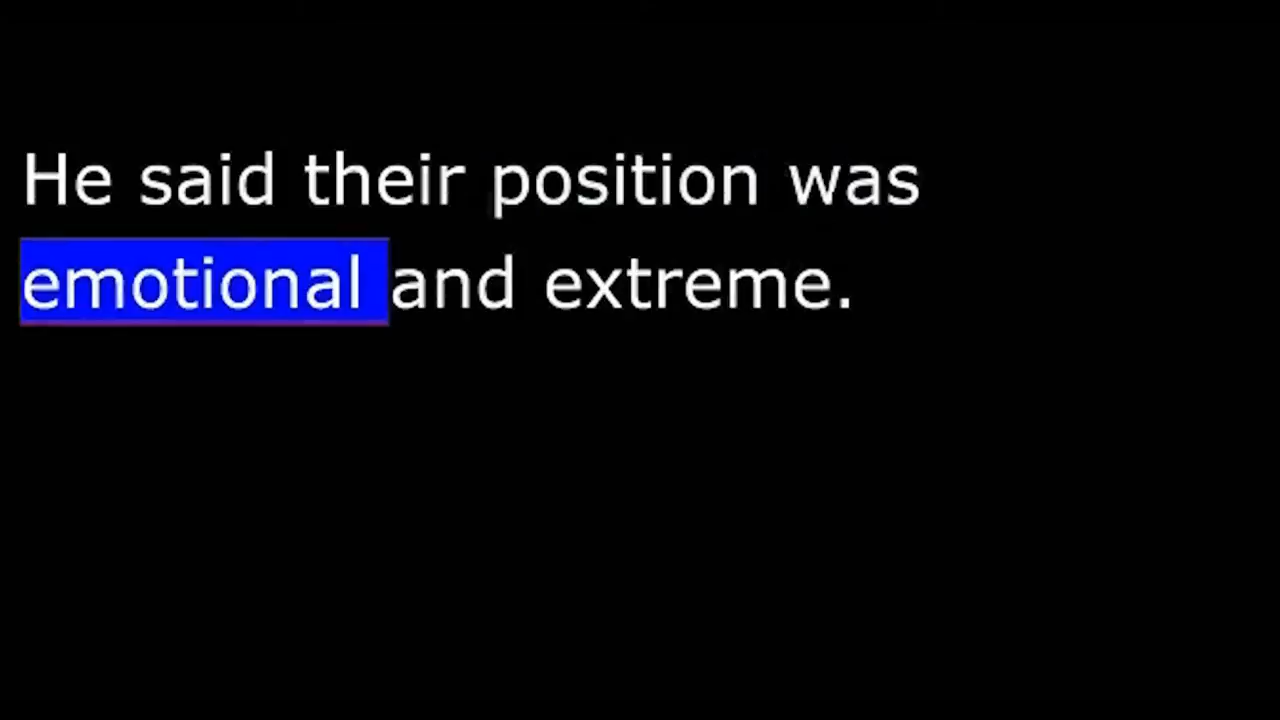 He said their position was
emotional and extreme.